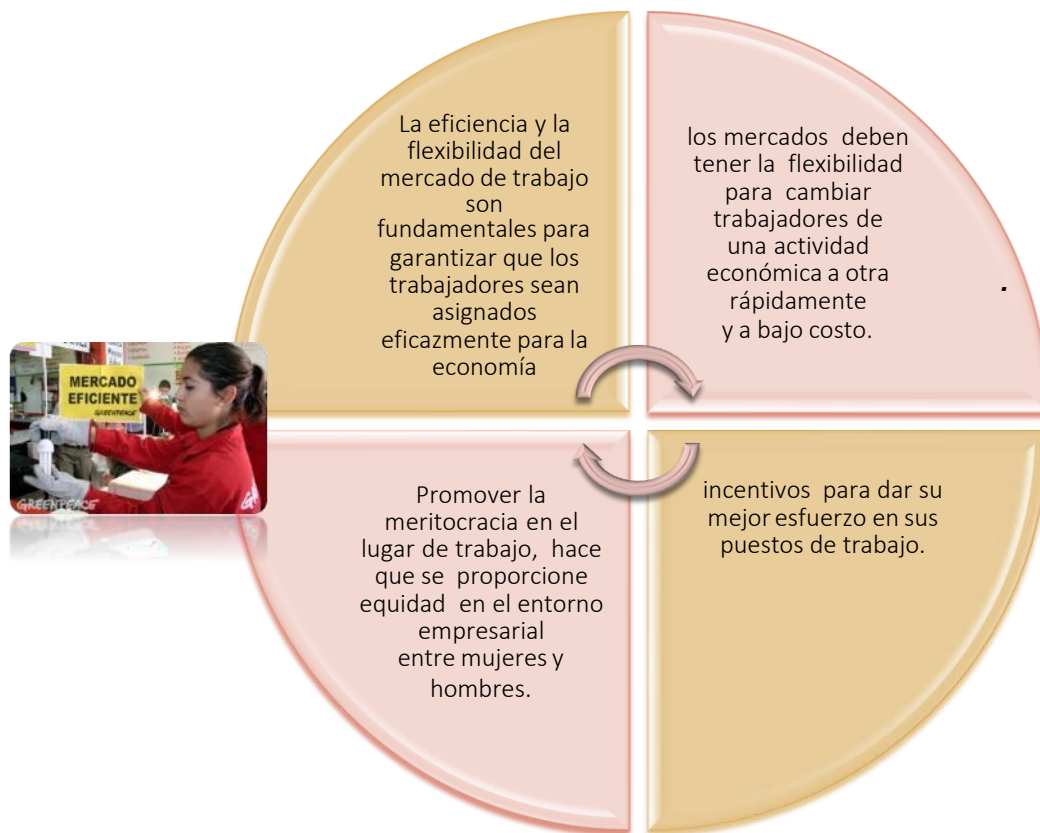 La eficiencia y la
flexibilidad del
mercado de trabajo
son
fundamentales para
garantizar que los
trabajadores sean
asignados
eficazmente para la
economía
los mercados deben
tener la flexibilidad
para cambiar
trabajadores de
una actividad
económica a otra
rápidamente
y a bajo costo.
.
MERCADO
EFICIENTE
GREENPEACE
GREENPEACE
Promover la
meritocracia en el
lugar de trabajo, hace
que se proporcione
equidad en el entorno
empresarial
entre mujeres y
hombres.
incentivos para dar su
mejor esfuerzo en sus
puestos de trabajo.